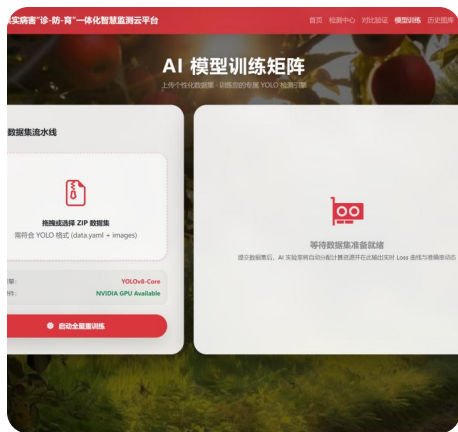 实病害“诊-防-育”一体化智慧监测云平台
首页 检测中心 对比验证 模型训练 历史图库
AI 模型训练矩阵
上传个性化数据集 · 训练您的专属 YOLO 检测引擎
数据集流水线
拖拽或选择 ZIP 数据集
需符合 YOLO 格式 (data.yaml + images)
YOLOv8-Core
NVIDIA GPU Available
启动全量重训练
等待数据集准备就绪
提交数据集后，AI 实验室将自动分配计算资源并在此输出实时 Loss 曲线与准确率动态